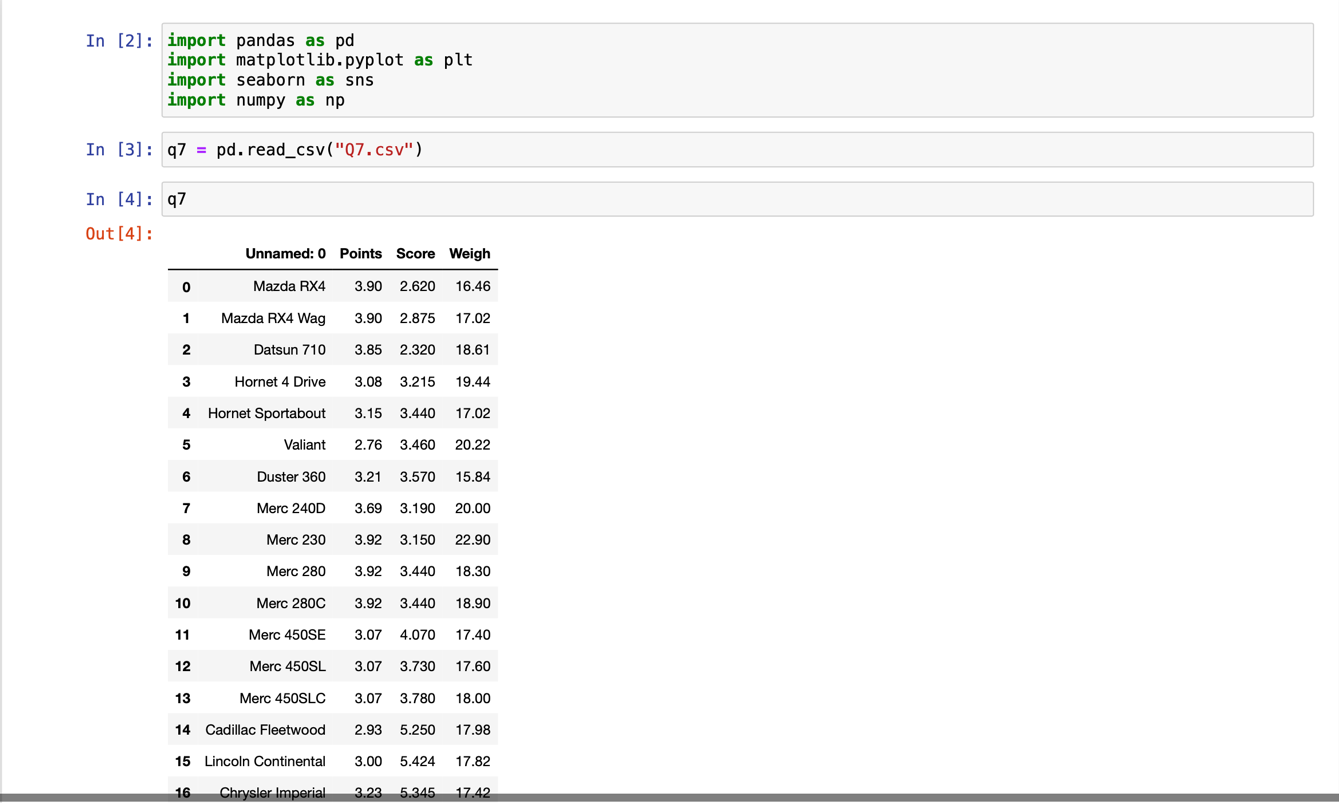 In [2]: import pandas as pd
import matplotlib.pyplot as plt
import seaborn as sns
import numpy as np
In [3]: q7 = pd.read_csv("Q7.csv")
In [4]: q7
Out[4]:
Unnamed: 0 Points Score Weigh
0 Mazda RX4 3.90 2.620 16.46
1 Mazda RX4 Wag 3.90 2.875 17.02
2 Datsun 710 3.85 2.320 18.61
3 Hornet 4 Drive 3.08 3.215 19.44
4 Hornet Sportabout 3.15 3.440 17.02
5 Valiant 2.76 3.460 20.22
6 Duster 360 3.21 3.570 15.84
7 Merc 240D 3.69 3.190 20.00
8 Merc 230 3.92 3.150 22.90
9 Merc 280 3.92 3.440 18.30
10 Merc 280C 3.92 3.440 18.90
11 Merc 450SE 3.07 4.070 17.40
12 Merc 450SL 3.07 3.730 17.60
13 Merc 450SLC 3.07 3.780 18.00
14 Cadillac Fleetwood 2.93 5.250 17.98
15 Lincoln Continental 3.00 5.424 17.82
16 Chrysler Imperial 3.23 5.345 17.42